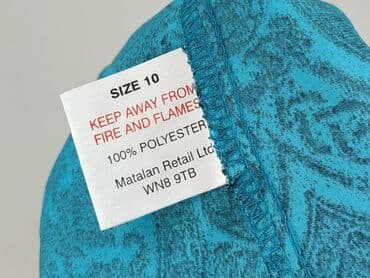 SIZE 10
KEEP AWAY FROM
FIRE AND FLAMES
100% POLYESTER
Matalan Retail Ltd
WN8 9TB